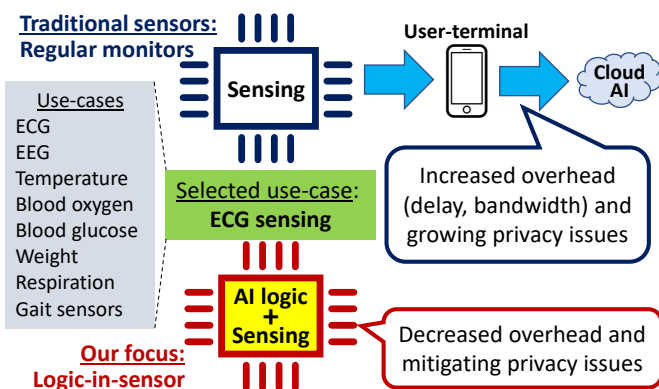 Traditional sensors:
Regular monitors
Sensing
User-terminal
Cloud
AI
Use-cases
ECG
EEG
Temperature
Blood oxygen
Blood glucose
Weight
Respiration
Gait sensors
Selected use-case:
ECG sensing
Increased overhead
(delay, bandwidth) and
growing privacy issues
AI logic
+
Sensing
Our focus:
Logic-in-sensor
Decreased overhead and
mitigating privacy issues